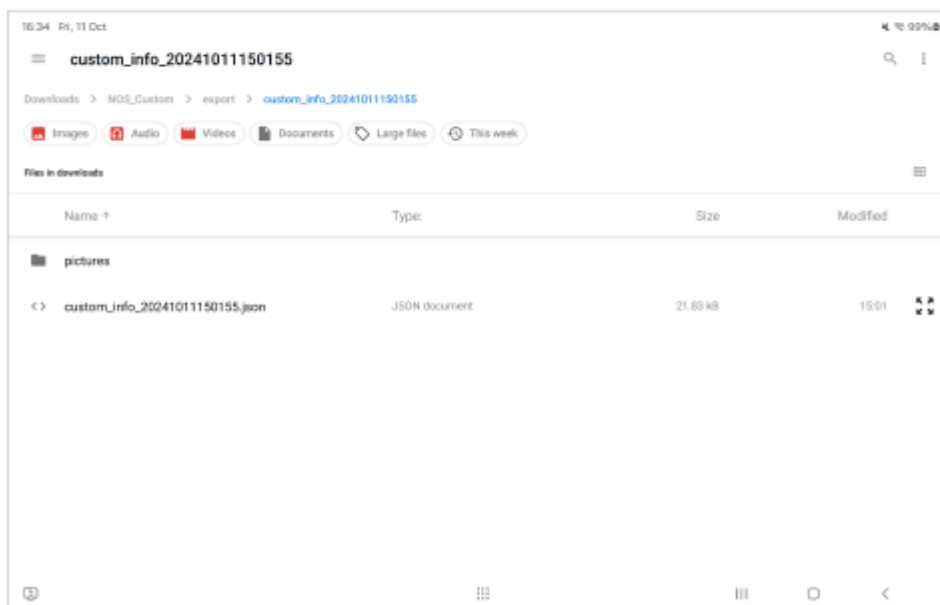 16:34 Fri, 11 Oct 99%
custom_info_20241011150155
Downloads > NOS_Custom > export > custom_info_20241011150155
Images Audio Videos Documents Large files This week
Files in downloads
Name ↑ Type: Size Modified
pictures
custom_info_20241011150155.json JSON document 21.83 kB 15:01